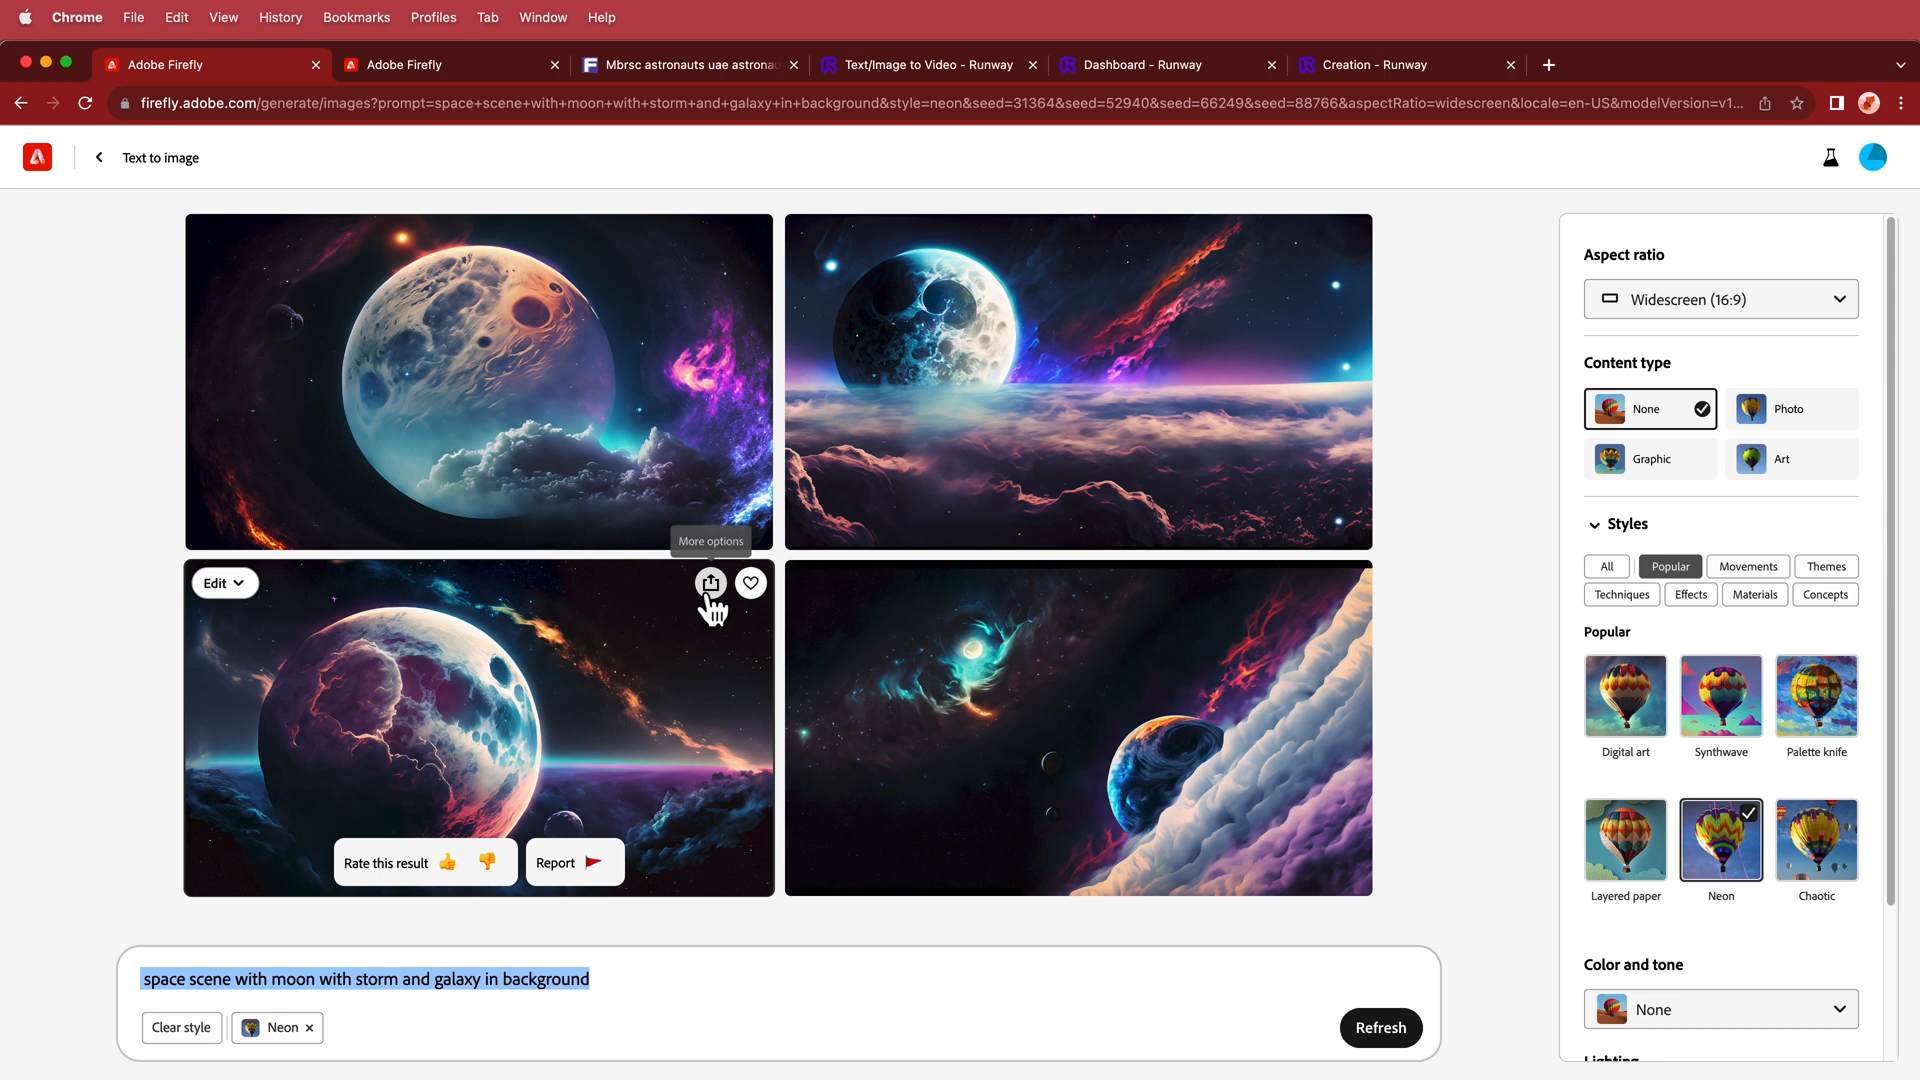 Chrome File Edit View History Bookmarks Profiles Tab Window Help
Adobe Firefly
Adobe Firefly
Mbrsc astronauts uae astrona
Text/Image to Video - Runway
Dashboard - Runway
Creation - Runway
firefly.adobe.com/generate/images?prompt=space+scene+with+moon+with+storm+and+galaxy+in+background&style=neon&seed=31364&seed=52940&seed=66249&seed=88766&aspectRatio=widescreen&locale=en-US&modelVersion=v1...
Text to image
More options
Edit
Rate this result
Report
space scene with moon with storm and galaxy in background
Clear style
Neon
Refresh
Aspect ratio
Widescreen (16:9)
Content type
None
Photo
Graphic
Art
Styles
All Popular Movements Themes
Techniques Effects Materials Concepts
Popular
Digital art
Synthwave
Palette knife
Layered paper
Neon
Chaotic
Color and tone
None
Lighting